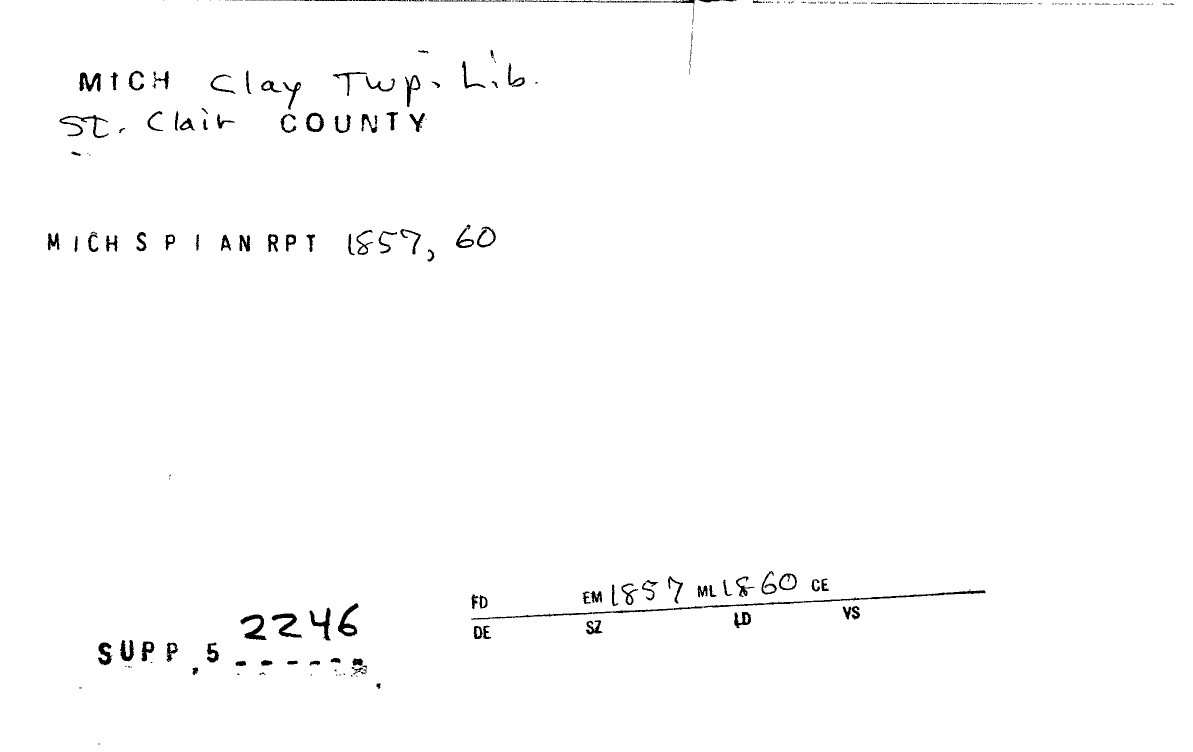 MICH Clay Twp. Lib.
St. Clair COUNTY
MICH S P I AN RPT 1857, 60
FD EM 1857 ML 1860 CE
DE SZ LD VS
2246
SUPP, 5